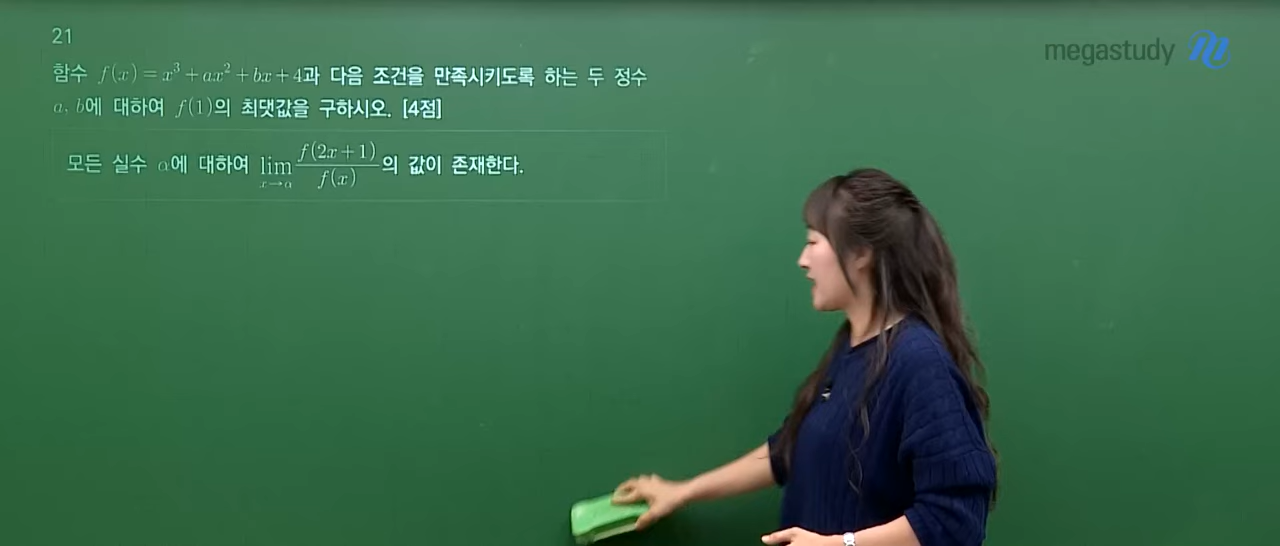 21
megastudy
함수 f(x)=x³+ax²+bx+4과 다음 조건을 만족시키도록 하는 두 정수
a, b에 대하여 f(1)의 최댓값을 구하시오. [4점]
모든 실수 α에 대하여 lim_{x→α} f(2x+1)/f(x)의 값이 존재한다.